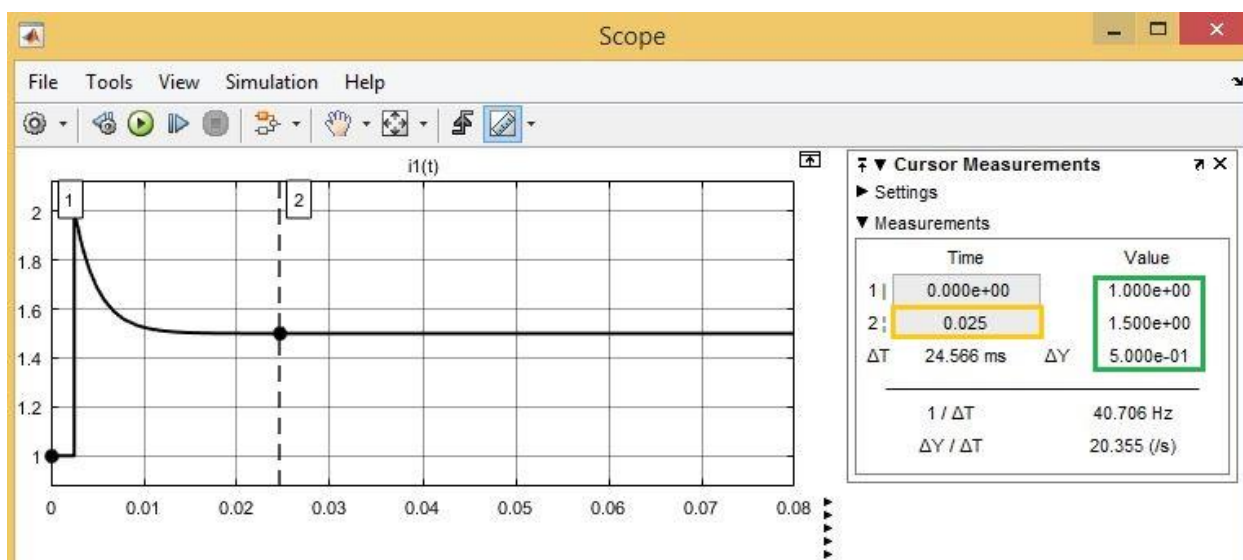 Scope
File Tools View Simulation Help
i1(t)
1
2
2
1.8
1.6
1.4
1.2
1
0 0.01 0.02 0.03 0.04 0.05 0.06 0.07 0.08
Cursor Measurements
Settings
Measurements
Time Value
1 | 0.000e+00 1.000e+00
2 ¦ 0.025 1.500e+00
ΔT 24.566 ms ΔY 5.000e-01
1 / ΔT 40.706 Hz
ΔY / ΔT 20.355 (/s)